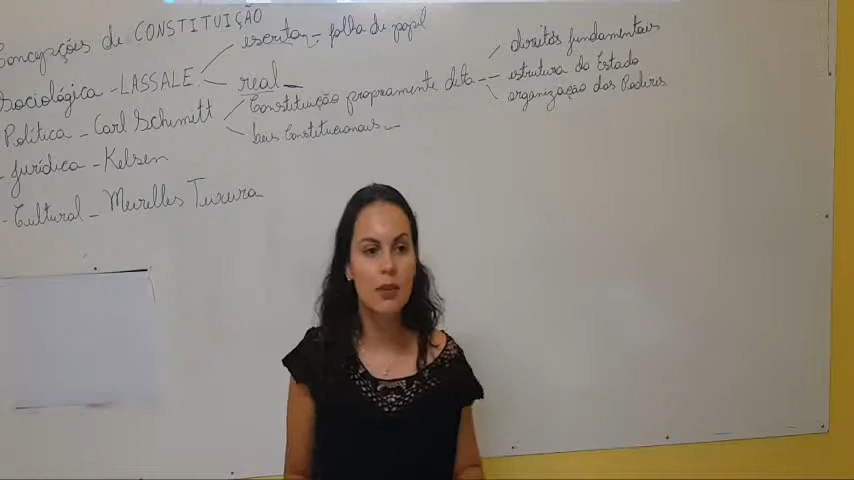 Concepções de CONSTITUIÇÃO
Sociológica - LASSALE
escrita - folha de papel
real
Política - Carl Schimett
Constituição propriamente dita
direitos fundamentais
estrutura do Estado
organização dos Poderes
Leis Constitucionais
- Jurídica - Kelsen
- Cultural - Meirelles Teixeira